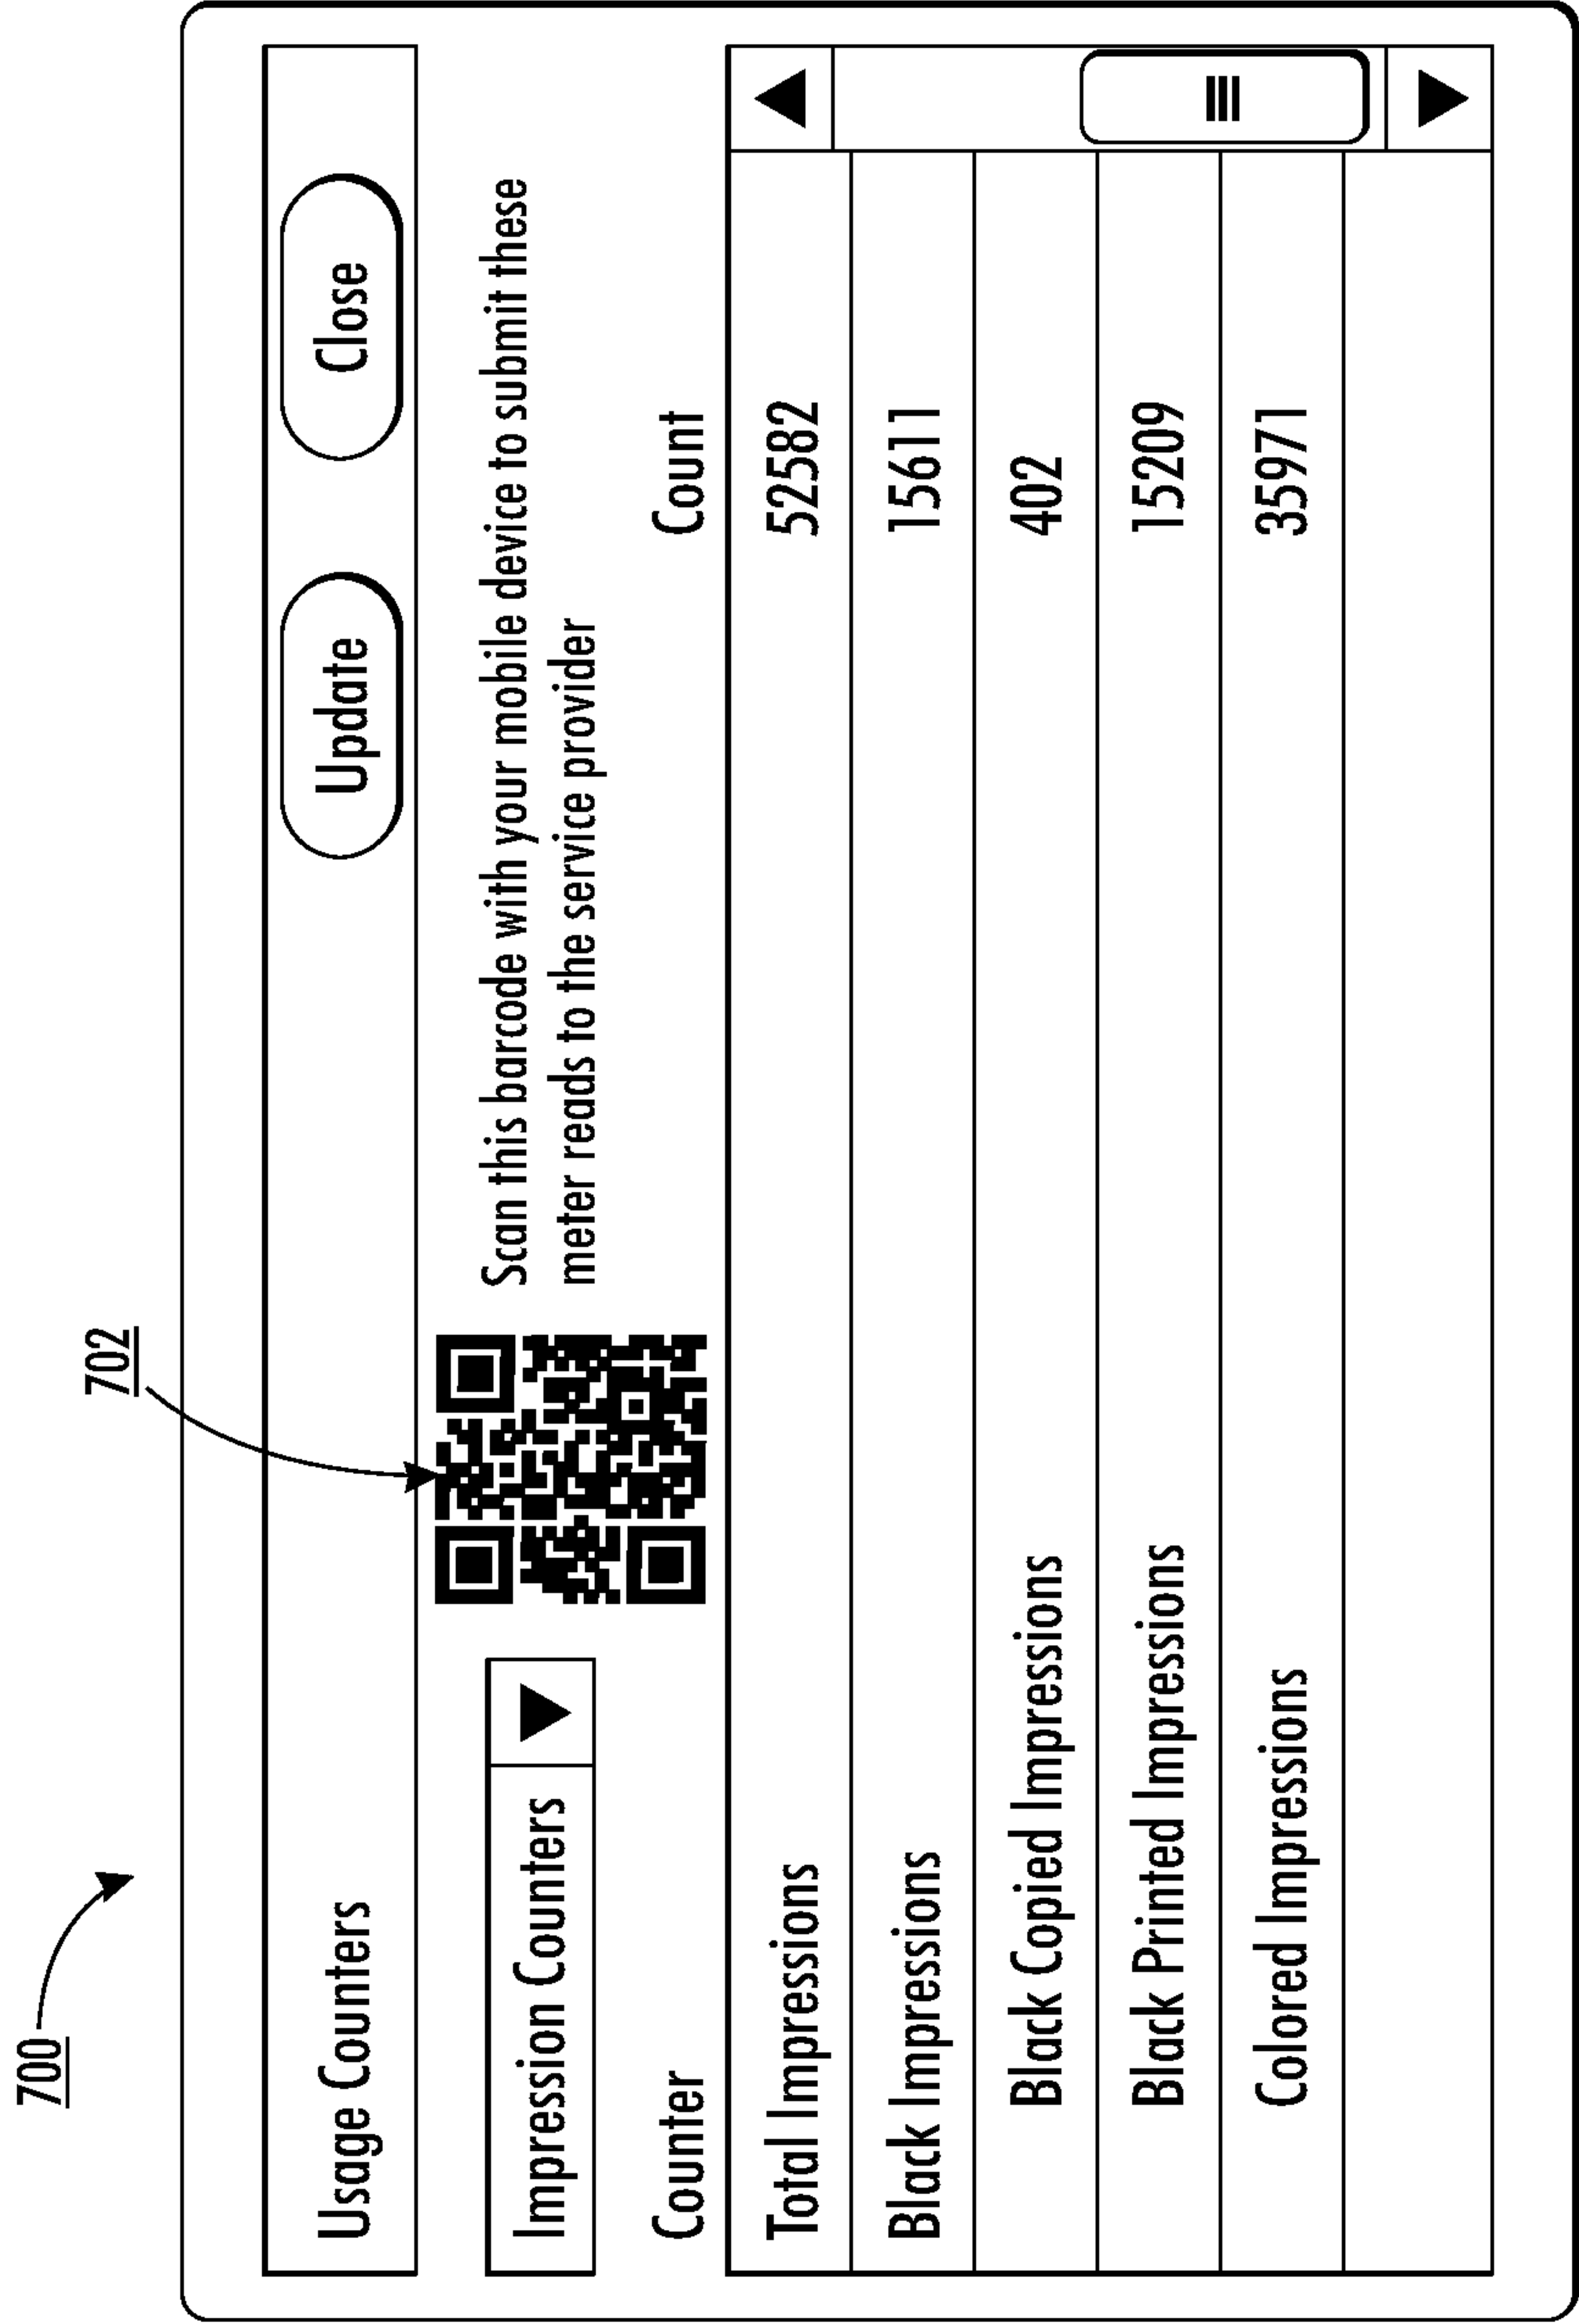 700
702
Usage Counters Update Close
Impression Counters
Scan this barcode with your mobile device to submit these
meter reads to the service provider
Counter Count
Total Impressions 52582
Black Impressions 15611
Black Copied Impressions 402
Black Printed Impressions 15209
Colored Impressions 35971